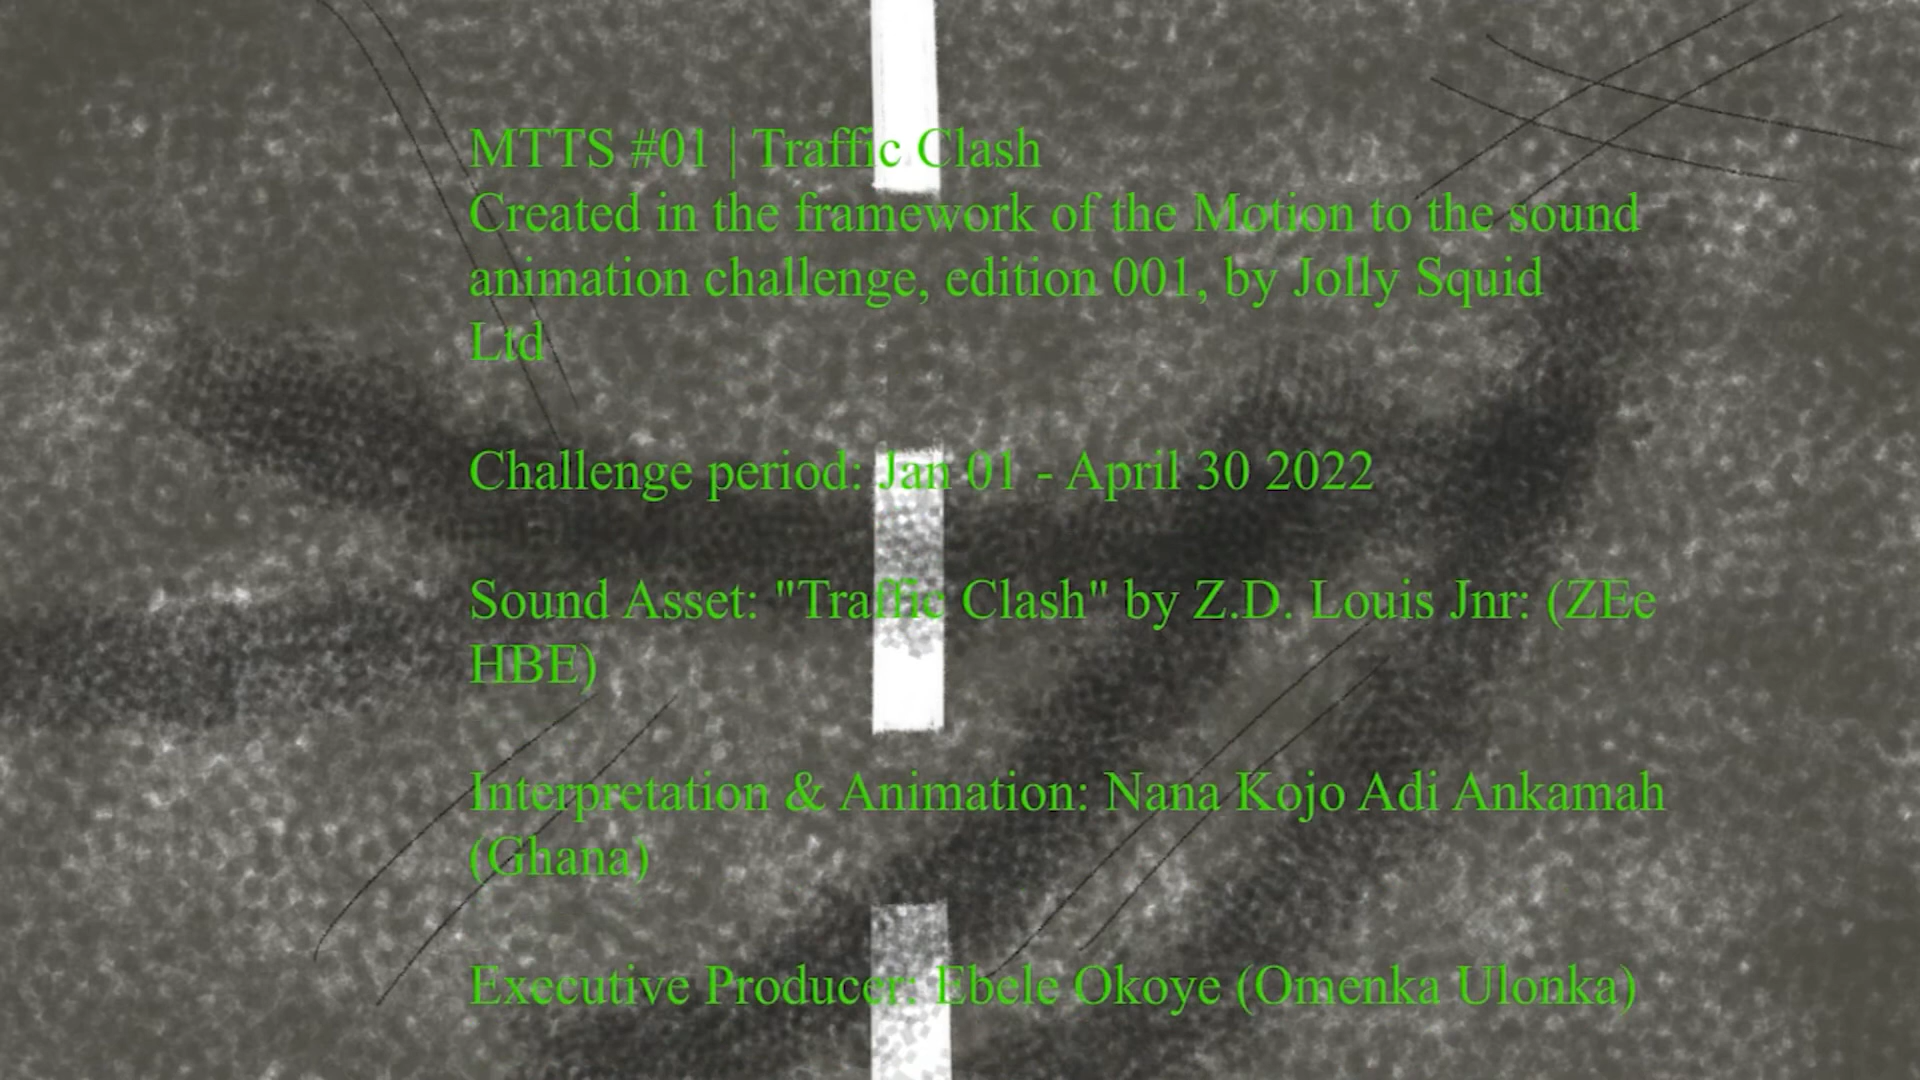 MTTS #01 | Traffic Clash
Created in the framework of the Motion to the sound
animation challenge, edition 001, by Jolly Squid
Ltd
Challenge period: Jan 01 - April 30 2022
Sound Asset: "Traffic Clash" by Z.D. Louis Jnr: (ZEe
HBE)
Interpretation & Animation: Nana Kojo Adi Ankamah
(Ghana)
Executive Producer: Ebele Okoye (Omenka Ulonka)